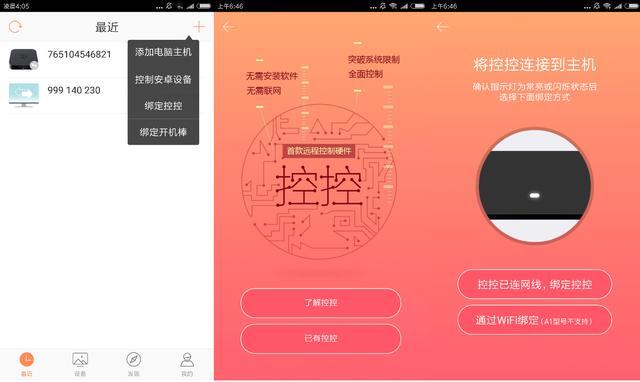 凌晨4:05
最近
765104546821
999 140 230
添加电脑主机
控制安卓设备
绑定控控
绑定开机棒
最近
设备
发现
我的
上午6:46
突破系统限制
全面控制
无需安装软件
无需联网
首款远程控制硬件
控控
了解控控
已有控控
上午6:46
将控控连接到主机
确认指示灯为常亮或闪烁状态后
选择下面绑定方式
控控已连网线，绑定控控
通过WiFi绑定(A1型号不支持)